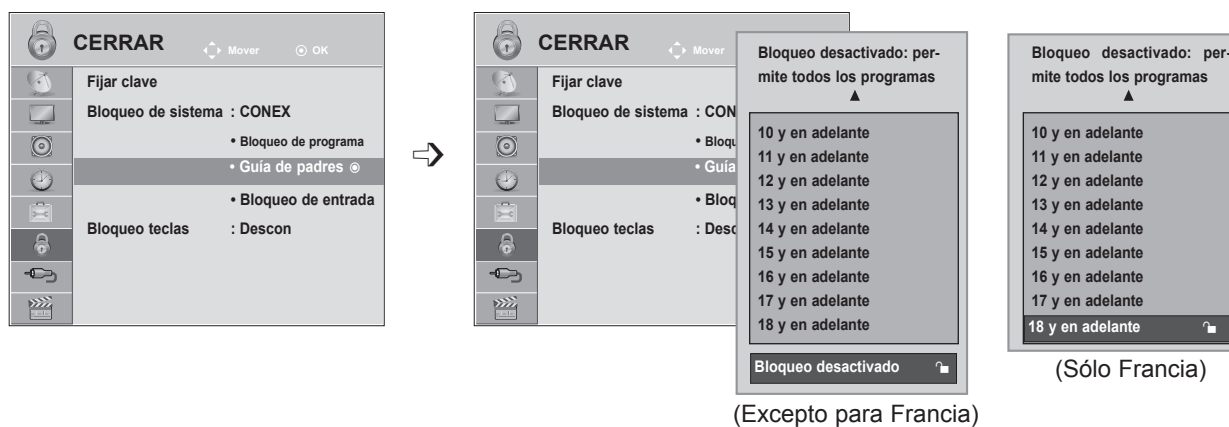 CERRAR Mover OK
Fijar clave
Bloqueo de sistema : CONEX
• Bloqueo de programa
• Guía de padres
• Bloqueo de entrada
Bloqueo teclas : Descon
CERRAR Mover
Fijar clave
Bloqueo de sistema : CON
• Bloqu
• Guía
• Bloq
Bloqueo teclas : Desc
Bloqueo desactivado: per-
mite todos los programas
10 y en adelante
11 y en adelante
12 y en adelante
13 y en adelante
14 y en adelante
15 y en adelante
16 y en adelante
17 y en adelante
18 y en adelante
Bloqueo desactivado
(Excepto para Francia)
Bloqueo desactivado: per-
mite todos los programas
10 y en adelante
11 y en adelante
12 y en adelante
13 y en adelante
14 y en adelante
15 y en adelante
16 y en adelante
17 y en adelante
18 y en adelante
(Sólo Francia)